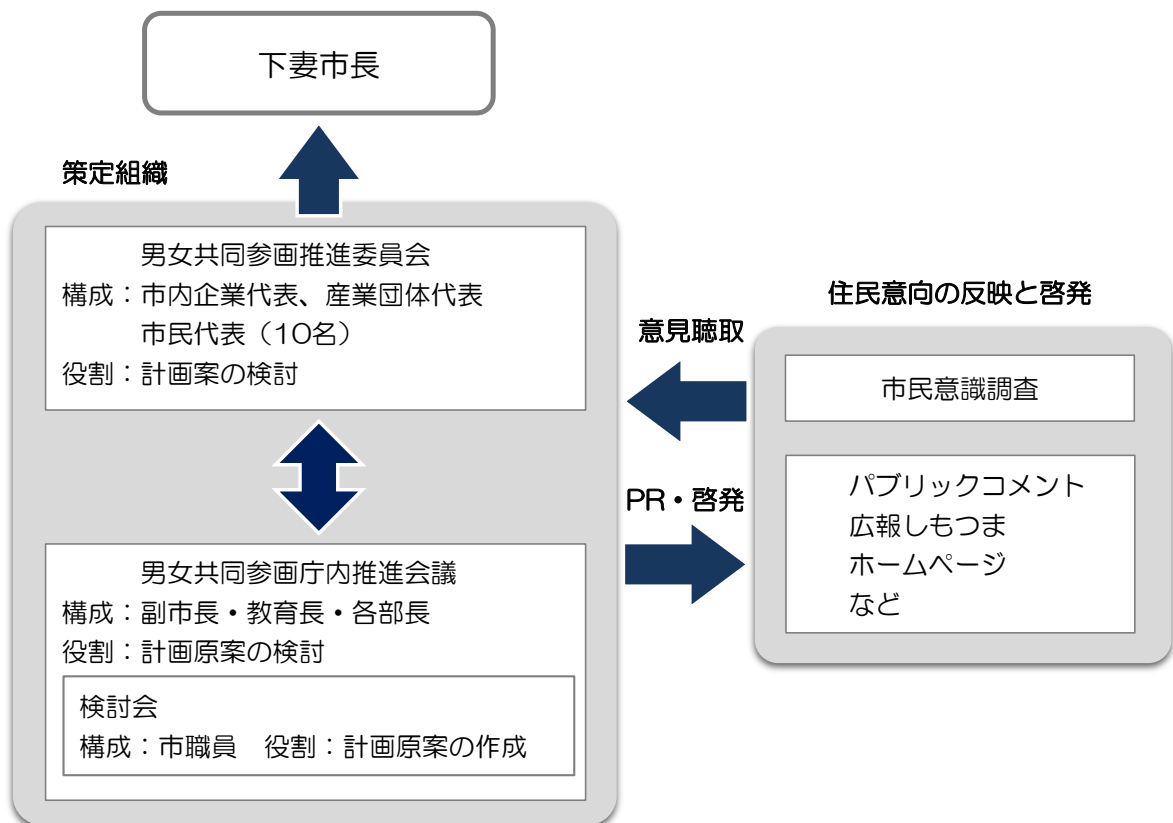 下妻市長
策定組織
男女共同参画推進委員会
構成：市内企業代表、産業団体代表
市民代表（10名）
役割：計画案の検討
男女共同参画庁内推進会議
構成：副市長・教育長・各部長
役割：計画原案の検討
検討会
構成：市職員　役割：計画原案の作成
意見聴取
PR・啓発
住民意向の反映と啓発
市民意識調査
パブリックコメント
広報しもつま
ホームページ
など